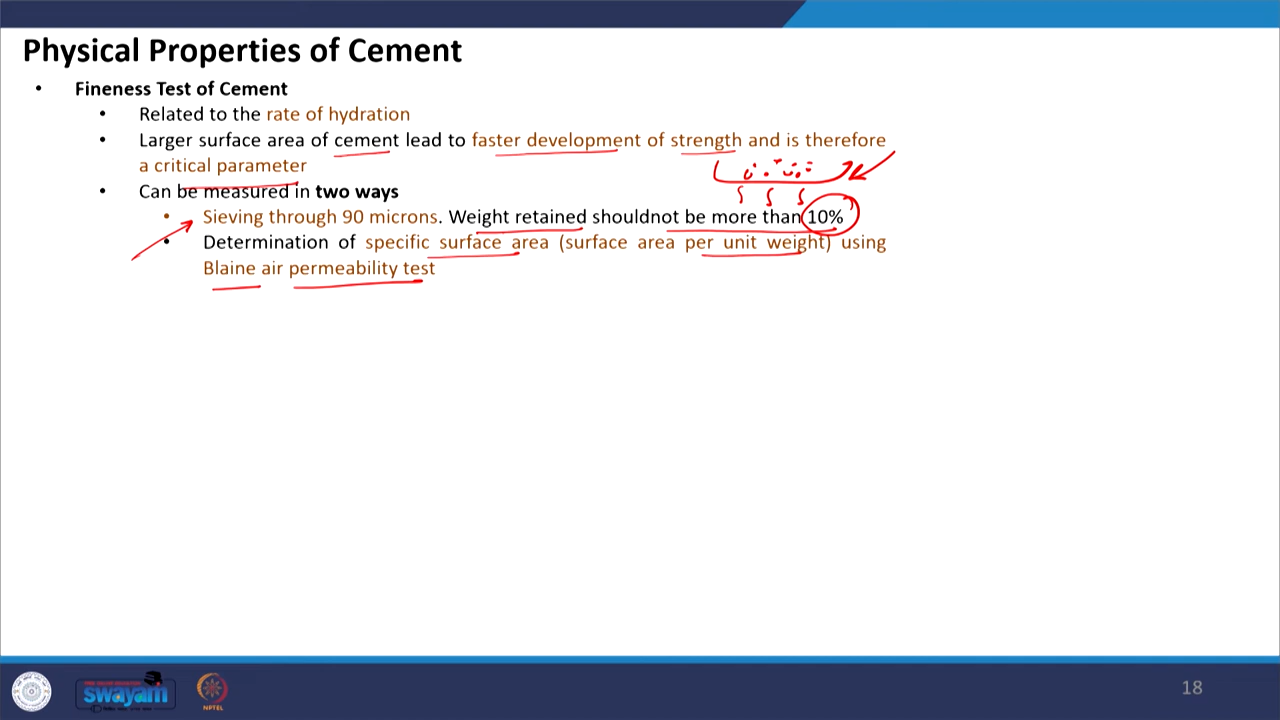 Physical Properties of Cement
• Fineness Test of Cement
• Related to the rate of hydration
• Larger surface area of cement lead to faster development of strength and is therefore
a critical parameter
• Can be measured in two ways
• Sieving through 90 microns. Weight retained shouldnot be more than 10%
• Determination of specific surface area (surface area per unit weight) using
Blaine air permeability test
swayam
NPTEL
18